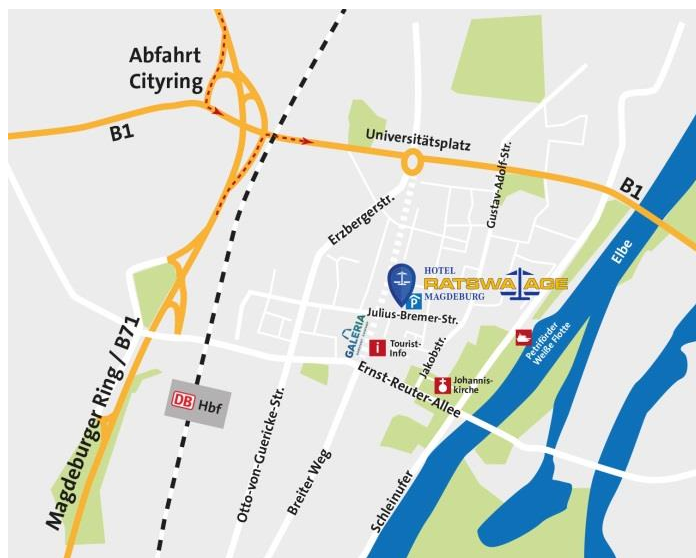 Abfahrt
Cityring
B1
Universitätsplatz
B1
Gustav-Adolf-Str.
Erzbergerstr.
Elbe
HOTEL
RATSWAAGE
MAGDEBURG
P
Julius-Bremer-Str.
GALERIA
i
Tourist-
Info
Jakobstr.
Petriförder
Weiße Flotte
Ernst-Reuter-Allee
Johannis-
kirche
Magdeburger Ring / B71
DB Hbf
Otto-von-Guericke-Str.
Breiter Weg
Schleinufer